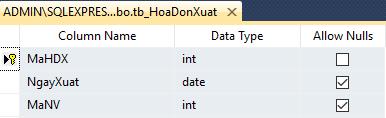 ADMIN\SQLEXPRES...bo.tb_HoaDonXuat
Column Name Data Type Allow Nulls
MaHDX int
NgayXuat date
MaNV int